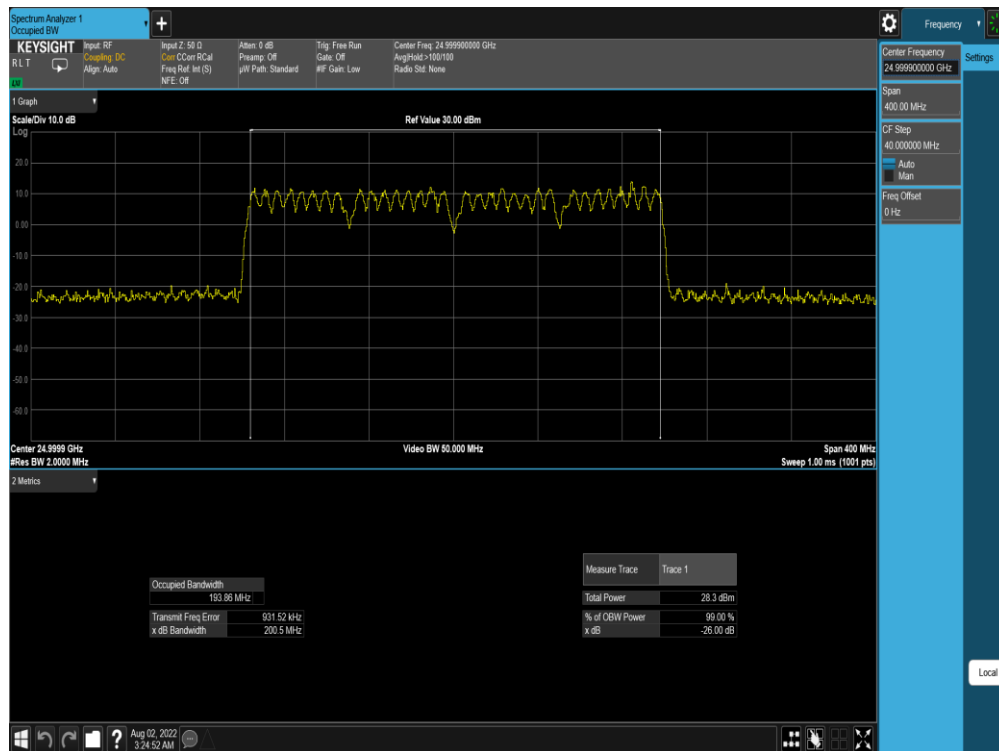 Spectrum Analyzer 1
Occupied BW
+
Frequency
KEYSIGHT
Input: RF
Input Z: 50 Ω
Atten: 0 dB
Trig: Free Run
Center Freq: 24.999900000 GHz
R L T
Coupling: DC
Corr CCorr RCal
Preamp: Off
Gate: Off
Avg|Hold:>100/100
Align: Auto
Freq Ref: Int (S)
µW Path: Standard
#IF Gain: Low
Radio Std: None
NFE: Off
LXI
Center Frequency
24.999900000 GHz
Settings
Span
400.00 MHz
CF Step
40.000000 MHz
Auto
Man
Freq Offset
0 Hz
1 Graph
Scale/Div 10.0 dB
Ref Value 30.00 dBm
Log
20.0
10.0
0.00
-10.0
-20.0
-30.0
-40.0
-50.0
-60.0
Center 24.9999 GHz
Video BW 50.000 MHz
Span 400 MHz
#Res BW 2.0000 MHz
Sweep 1.00 ms (1001 pts)
2 Metrics
Measure Trace
Trace 1
Occupied Bandwidth
193.86 MHz
Total Power
28.3 dBm
Transmit Freq Error
931.52 kHz
% of OBW Power
99.00 %
x dB Bandwidth
200.5 MHz
x dB
-26.00 dB
Local
?
Aug 02, 2022
3:24:52 AM